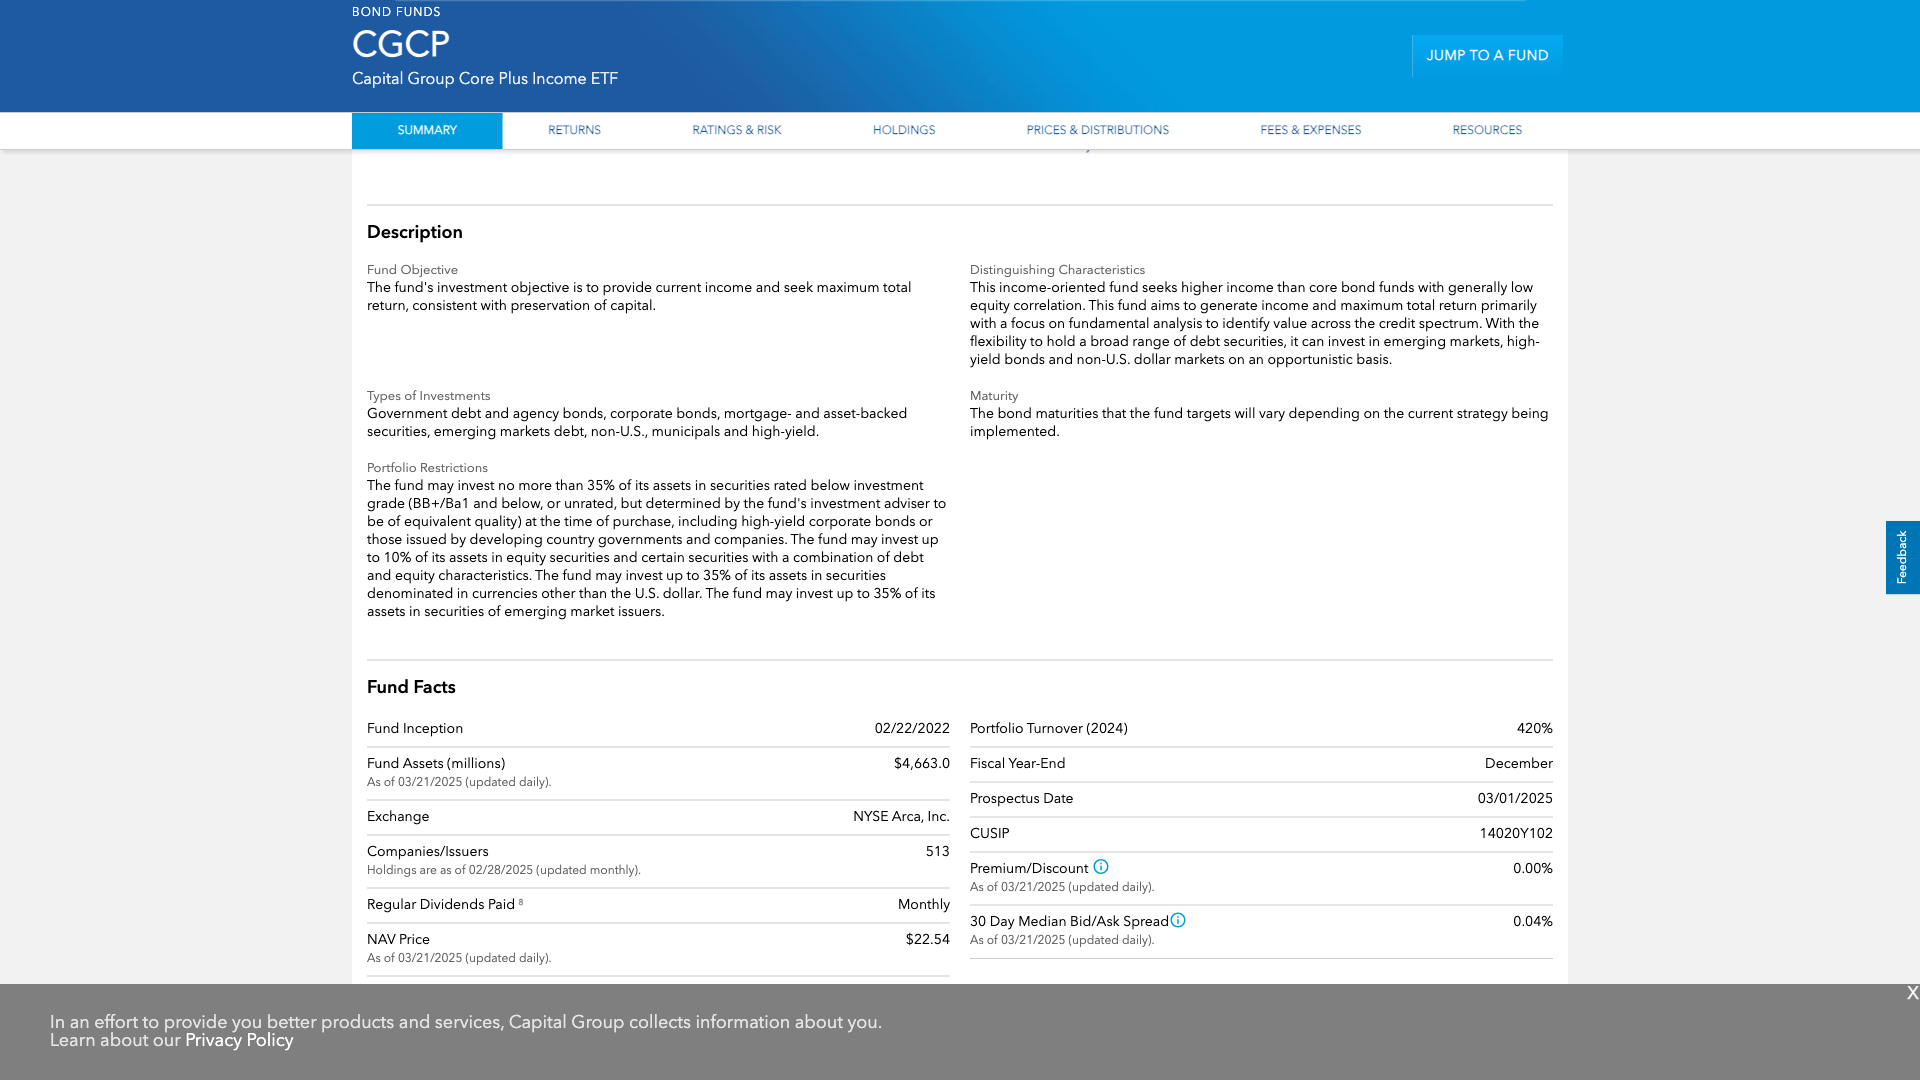 BOND FUNDS
CGCP
Capital Group Core Plus Income ETF
JUMP TO A FUND
SUMMARY
RETURNS
RATINGS & RISK
HOLDINGS
PRICES & DISTRIBUTIONS
FEES & EXPENSES
RESOURCES
Description
Fund Objective
The fund's investment objective is to provide current income and seek maximum total
return, consistent with preservation of capital.
Distinguishing Characteristics
This income-oriented fund seeks higher income than core bond funds with generally low
equity correlation. This fund aims to generate income and maximum total return primarily
with a focus on fundamental analysis to identify value across the credit spectrum. With the
flexibility to hold a broad range of debt securities, it can invest in emerging markets, high-
yield bonds and non-U.S. dollar markets on an opportunistic basis.
Types of Investments
Government debt and agency bonds, corporate bonds, mortgage- and asset-backed
securities, emerging markets debt, non-U.S., municipals and high-yield.
Maturity
The bond maturities that the fund targets will vary depending on the current strategy being
implemented.
Portfolio Restrictions
The fund may invest no more than 35% of its assets in securities rated below investment
grade (BB+/Ba1 and below, or unrated, but determined by the fund's investment adviser to
be of equivalent quality) at the time of purchase, including high-yield corporate bonds or
those issued by developing country governments and companies. The fund may invest up
to 10% of its assets in equity securities and certain securities with a combination of debt
and equity characteristics. The fund may invest up to 35% of its assets in securities
denominated in currencies other than the U.S. dollar. The fund may invest up to 35% of its
assets in securities of emerging market issuers.
Feedback
Fund Facts
Fund Inception 02/22/2022
Fund Assets (millions) $4,663.0
As of 03/21/2025 (updated daily).
Exchange NYSE Arca, Inc.
Companies/Issuers 513
Holdings are as of 02/28/2025 (updated monthly).
Regular Dividends Paid 8 Monthly
NAV Price $22.54
As of 03/21/2025 (updated daily).
Portfolio Turnover (2024) 420%
Fiscal Year-End December
Prospectus Date 03/01/2025
CUSIP 14020Y102
Premium/Discount 0.00%
As of 03/21/2025 (updated daily).
30 Day Median Bid/Ask Spread 0.04%
As of 03/21/2025 (updated daily).
X
In an effort to provide you better products and services, Capital Group collects information about you.
Learn about our Privacy Policy